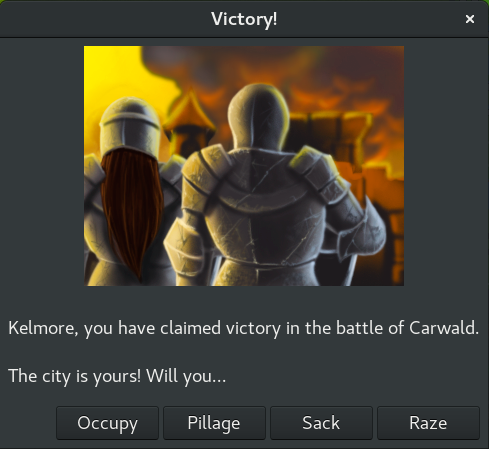 Victory!
Kelmore, you have claimed victory in the battle of Carwald.
The city is yours! Will you...
Occupy
Pillage
Sack
Raze